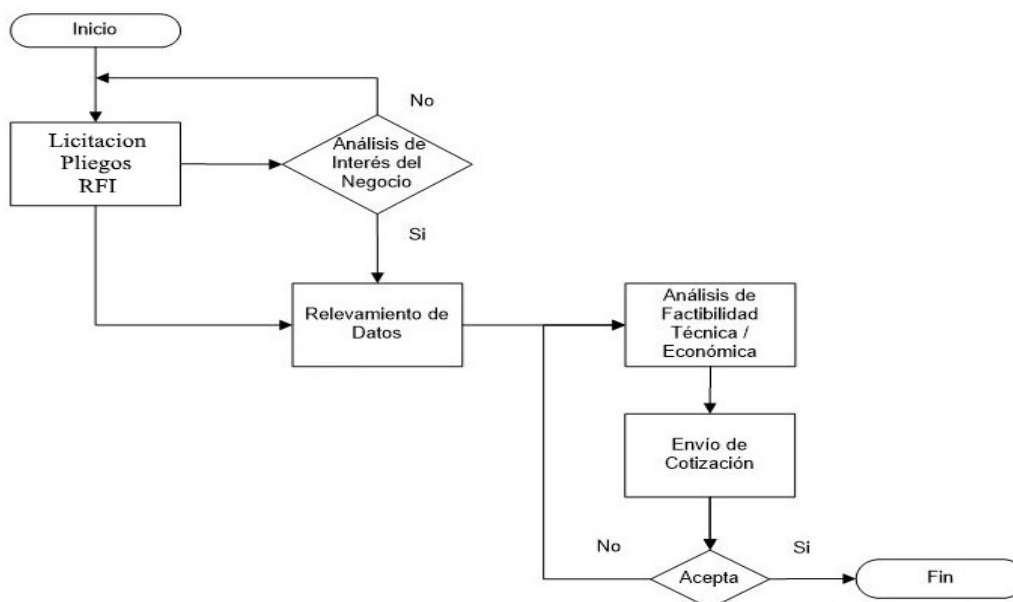 Inicio
No
Licitacion
Pliegos
RFI
Análisis de
Interés del
Negocio
Si
Relevamiento de
Datos
Análisis de
Factibilidad
Técnica /
Económica
Envío de
Cotización
No
Si
Acepta
Fin